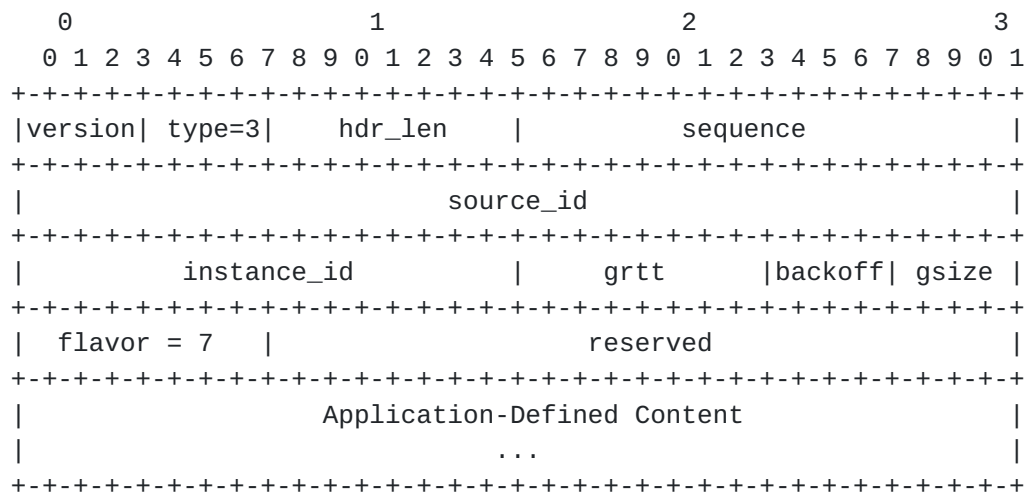 0                   1                   2                   3
0 1 2 3 4 5 6 7 8 9 0 1 2 3 4 5 6 7 8 9 0 1 2 3 4 5 6 7 8 9 0 1
+-+-+-+-+-+-+-+-+-+-+-+-+-+-+-+-+-+-+-+-+-+-+-+-+-+-+-+-+-+-+-+-+
|version| type=3|    hdr_len    |          sequence             |
+-+-+-+-+-+-+-+-+-+-+-+-+-+-+-+-+-+-+-+-+-+-+-+-+-+-+-+-+-+-+-+-+
|                           source_id                           |
+-+-+-+-+-+-+-+-+-+-+-+-+-+-+-+-+-+-+-+-+-+-+-+-+-+-+-+-+-+-+-+-+
|          instance_id          |     grtt      |backoff| gsize |
+-+-+-+-+-+-+-+-+-+-+-+-+-+-+-+-+-+-+-+-+-+-+-+-+-+-+-+-+-+-+-+-+
|  flavor = 7   |                    reserved                   |
+-+-+-+-+-+-+-+-+-+-+-+-+-+-+-+-+-+-+-+-+-+-+-+-+-+-+-+-+-+-+-+-+
|                   Application-Defined Content                 |
|                              ...                              |
+-+-+-+-+-+-+-+-+-+-+-+-+-+-+-+-+-+-+-+-+-+-+-+-+-+-+-+-+-+-+-+-+